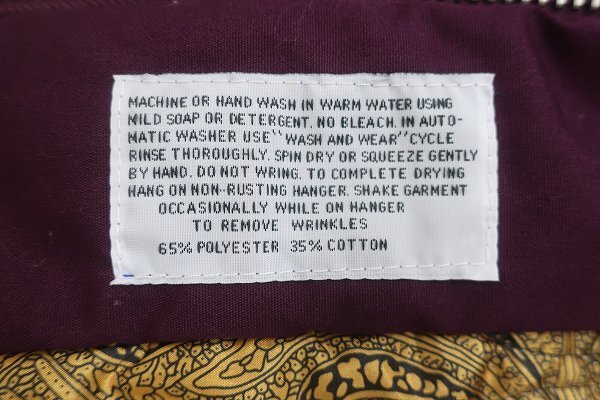 MACHINE OR HAND WASH IN WARM WATER USING
MILD SOAP OR DETERGENT. NO BLEACH. IN AUTO-
MATIC WASHER USE "WASH AND WEAR" CYCLE
RINSE THOROUGHLY. SPIN DRY OR SQUEEZE GENTLY
BY HAND. DO NOT WRING. TO COMPLETE DRYING
HANG ON NON-RUSTING HANGER. SHAKE GARMENT
OCCASIONALLY WHILE ON HANGER
TO REMOVE WRINKLES
65% POLYESTER 35% COTTON